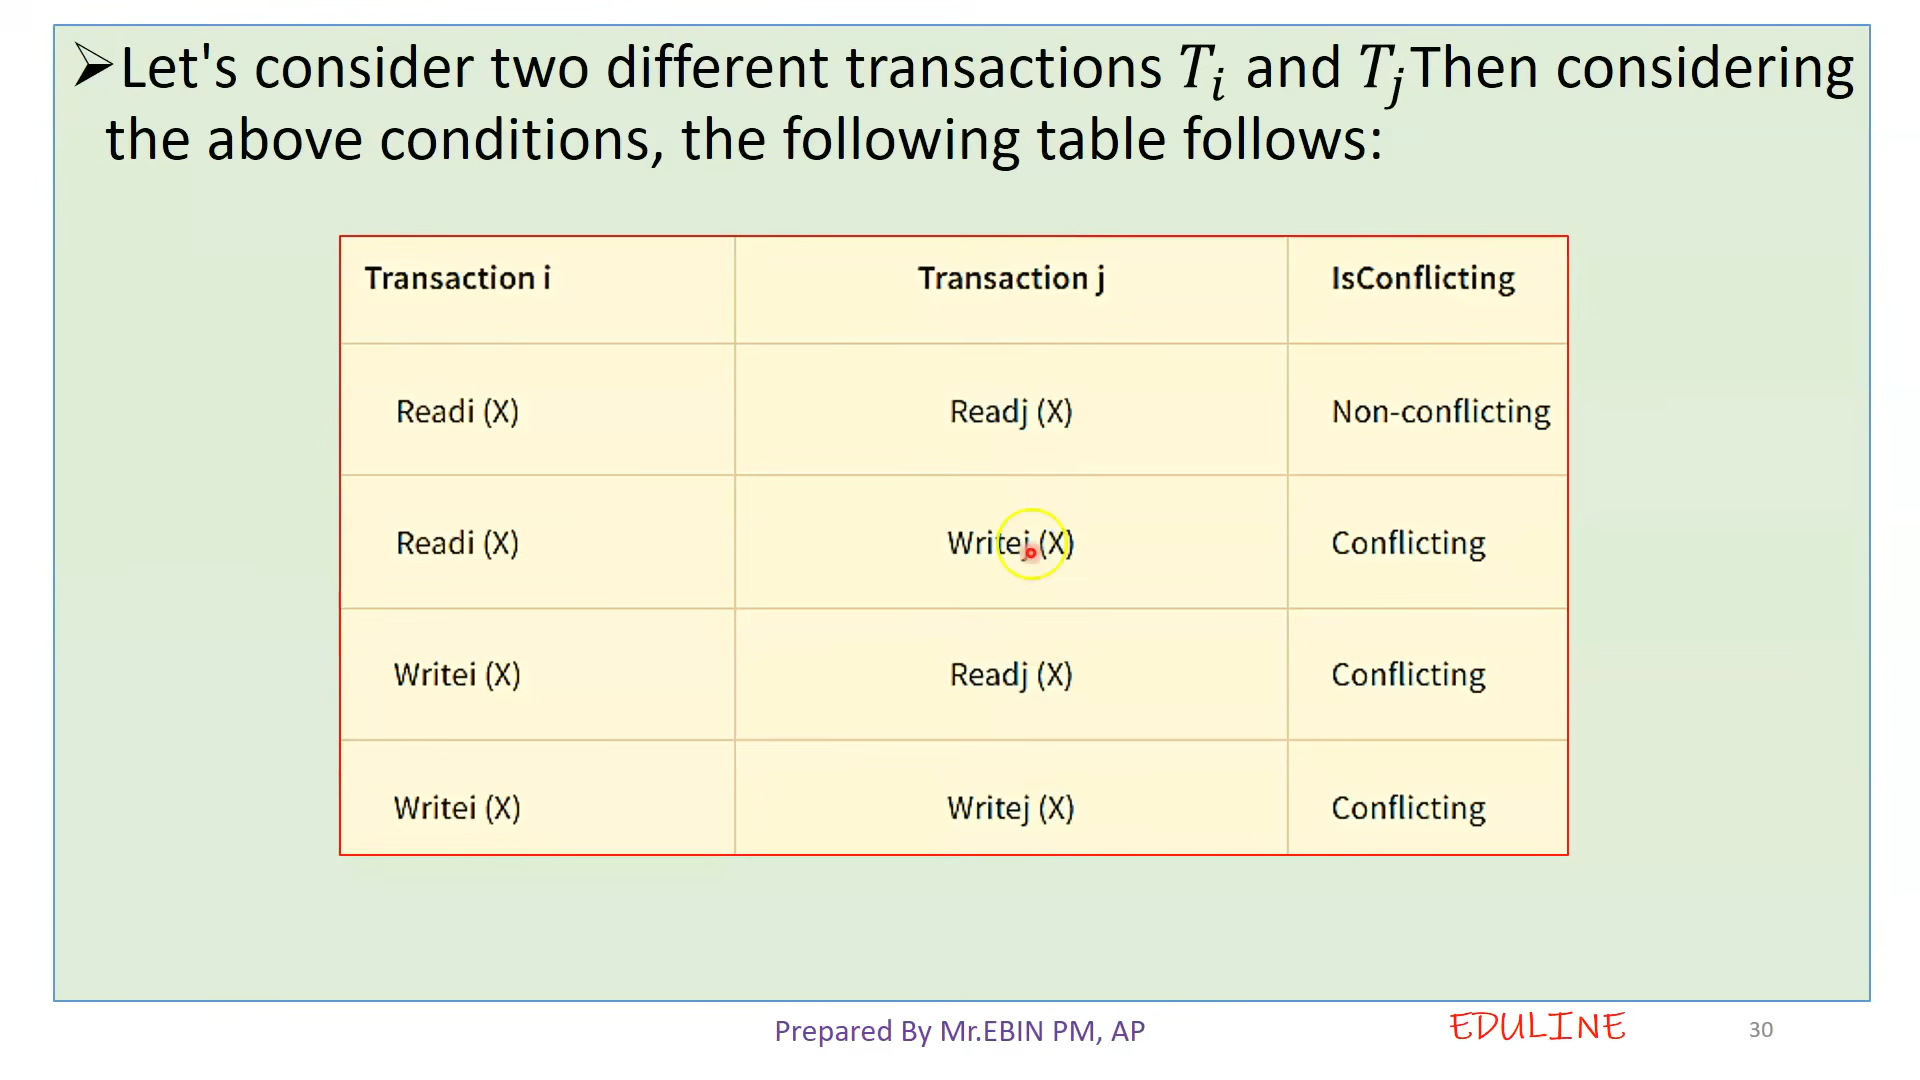 ➢Let's consider two different transactions Tᵢ and TⱼThen considering
the above conditions, the following table follows:
Transaction i Transaction j IsConflicting
Readi (X) Readj (X) Non-conflicting
Readi (X) Writej (X) Conflicting
Writei (X) Readj (X) Conflicting
Writei (X) Writej (X) Conflicting
Prepared By Mr.EBIN PM, AP EDULINE 30